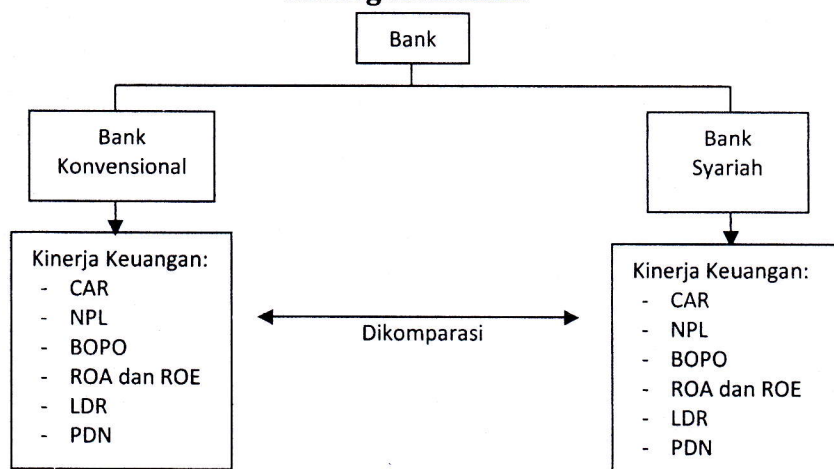 Bank
Bank
Konvensional
Bank
Syariah
Kinerja Keuangan:
- CAR
- NPL
- BOPO
- ROA dan ROE
- LDR
- PDN
Dikomparasi
Kinerja Keuangan:
- CAR
- NPL
- BOPO
- ROA dan ROE
- LDR
- PDN